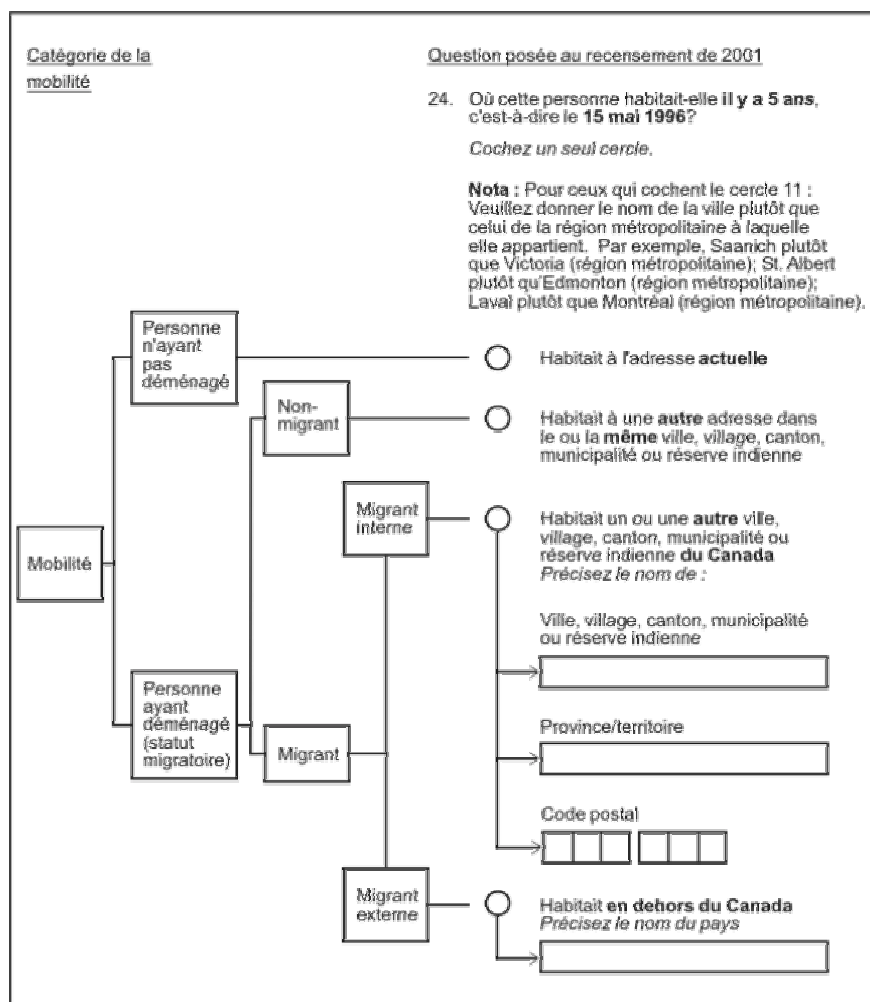 Catégorie de la
mobilité
Question posée au recensement de 2001
24. Où cette personne habitait-elle il y a 5 ans,
c'est-à-dire le 15 mai 1996?
Cochez un seul cercle.
Nota : Pour ceux qui cochent le cercle 11 :
Veuillez donner le nom de la ville plutôt que
celui de la région métropolitaine à laquelle
elle appartient. Par exemple, Saanich plutôt
que Victoria (région métropolitaine); St. Albert
plutôt qu'Edmonton (région métropolitaine);
Laval plutôt que Montréal (région métropolitaine).
Personne
n'ayant
pas
déménagé
Habitait à l'adresse actuelle
Non-
migrant
Habitait à une autre adresse dans
le ou la même ville, village, canton,
municipalité ou réserve indienne
Migrant
interne
Habitait un ou une autre ville,
village, canton, municipalité ou
réserve indienne du Canada
Précisez le nom de :
Mobilité
Ville, village, canton, municipalité
ou réserve indienne
Personne
ayant
déménagé
(statut
migratoire)
Migrant
Province/territoire
Code postal
Migrant
externe
Habitait en dehors du Canada
Précisez le nom du pays